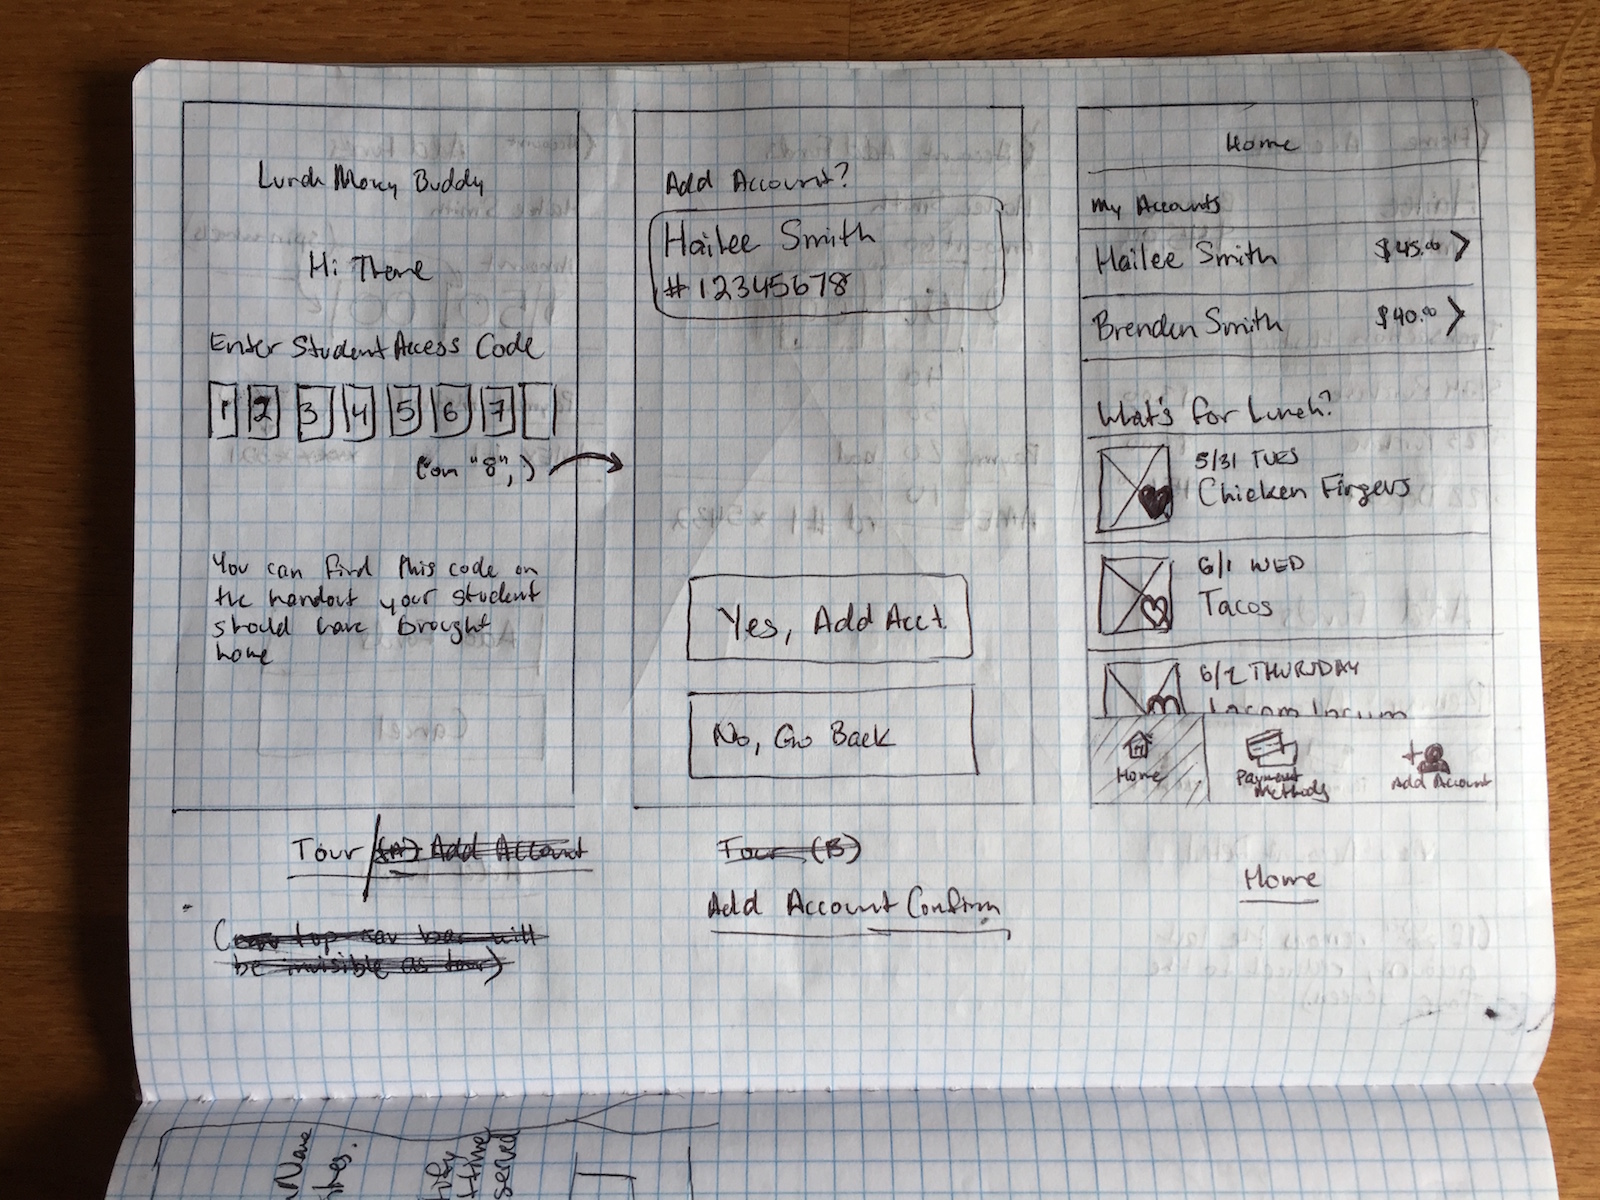 Lunch Money Buddy
Hi There
Enter Student Access Code
1 2 3 4 5 6 7
(on "8",)
You can find this code on
the handout your student
should have brought
home
Tour (A) Add Account
(top nav bar will
be invisible as tour)
Add Account?
Hailee Smith
#12345678
Yes, Add Acct.
No, Go Back
Tour (B)
Add Account Confirm
Home
My Accounts
Hailee Smith $45.00 >
Brenden Smith $40.00 >
What's for Lunch?
5/31 TUES
Chicken Fingers
6/1 WED
Tacos
6/2 THURSDAY
Home
Payment
Methods
Add Account
Home
served